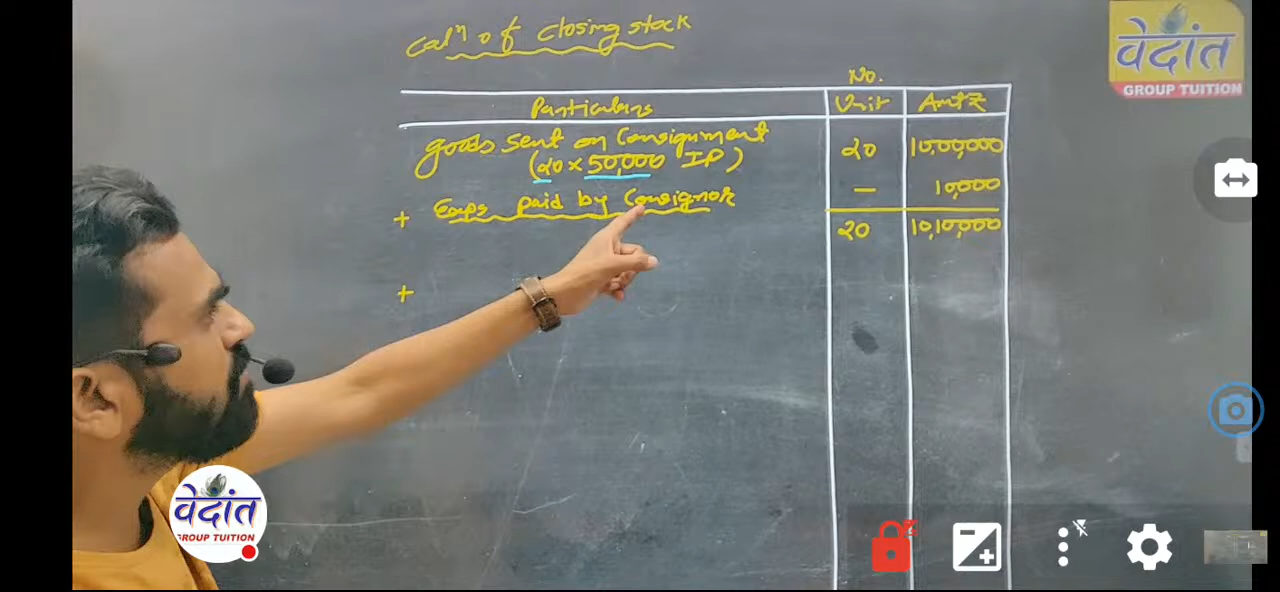 Calⁿ of closing stock
No.
Particulars Unit Amt ₹
goods sent on Consignment 20 10,00,000
(20 × 50,000 IP)
+ Exps paid by Consignor — 10,000
20 10,10,000
+
वेदांत
GROUP TUITION
वेदांत
GROUP TUITION